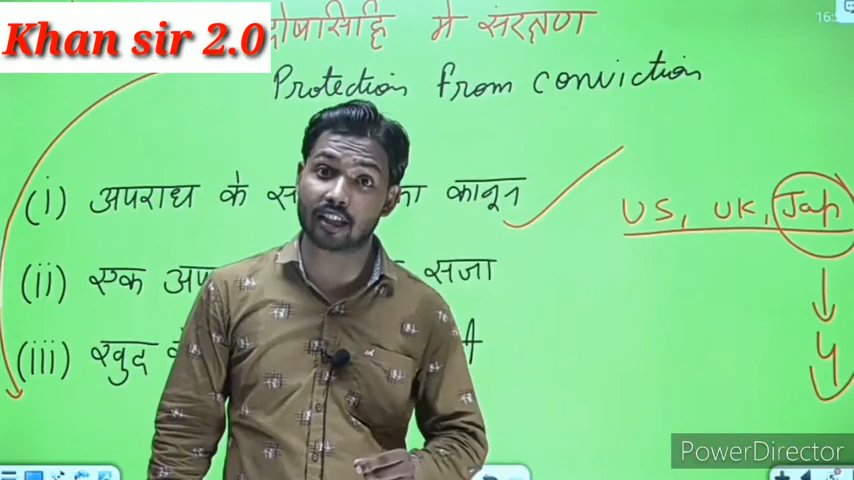 Khan sir 2.0
दोषसिद्धि मे संरक्षण
Protection from conviction
(i) अपराध के का कानून
US, UK, Jap
(ii) एक सजा
(iii) खुद
PowerDirector